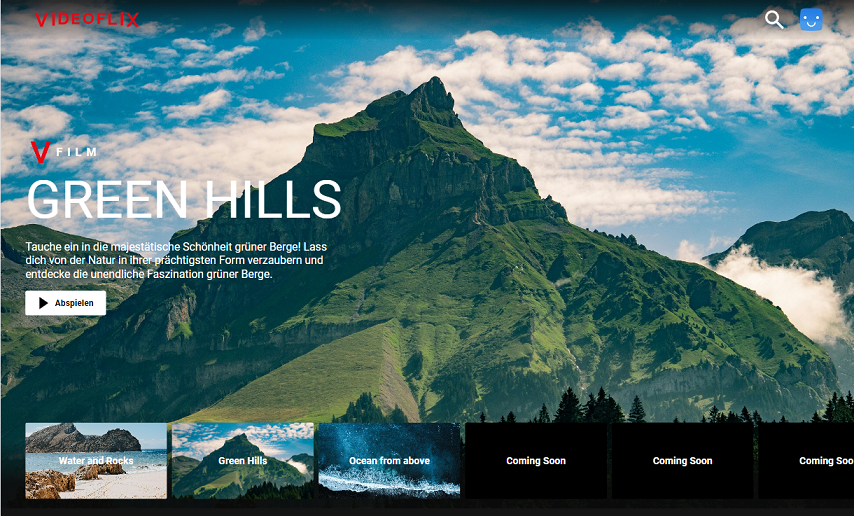 VIDEOFLIX
V FILM
GREEN HILLS
Tauche ein in die majestätische Schönheit grüner Berge! Lass
dich von der Natur in ihrer prächtigsten Form verzaubern und
entdecke die unendliche Faszination grüner Berge.
Abspielen
Water and Rocks
Green Hills
Ocean from above
Coming Soon
Coming Soon
Coming Soo